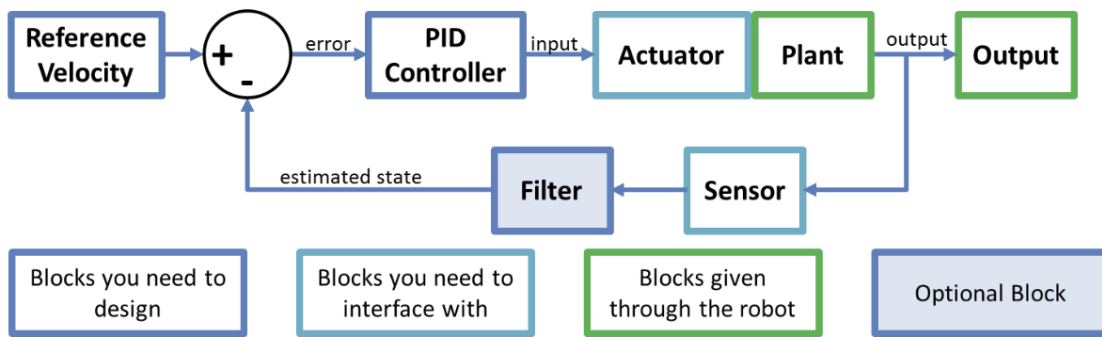 Reference
Velocity
+
-
error
PID
Controller
input
Actuator
Plant
output
Output
estimated state
Filter
Sensor
Blocks you need to
design
Blocks you need to
interface with
Blocks given
through the robot
Optional Block